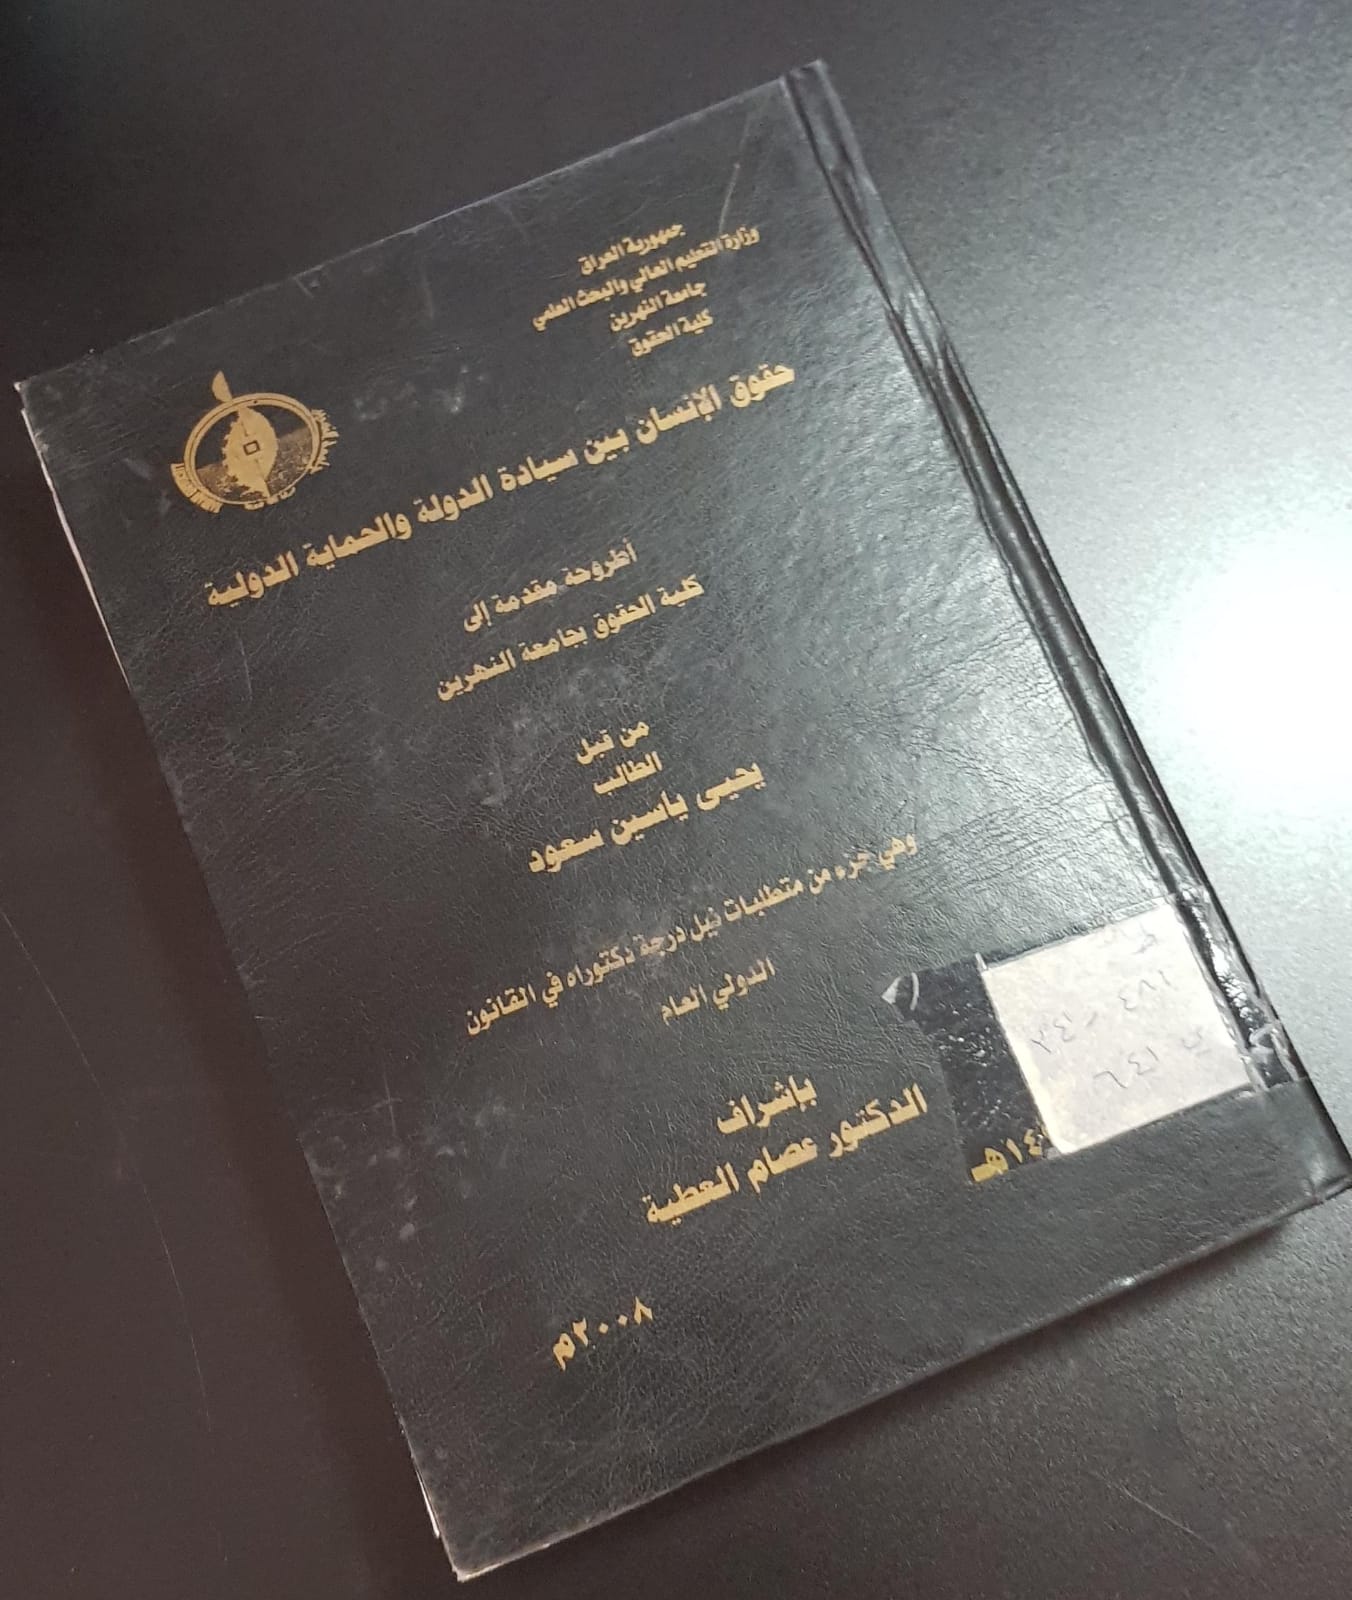 جمهورية العراق
وزارة التعليم العالي والبحث العلمي
جامعة النهرين
كلية الحقوق
حقوق الإنسان بين سيادة الدولة والحماية الدولية
أطروحة مقدمة إلى
كلية الحقوق بجامعة النهرين
من قبل
الطالب
يحيى ياسين سعود
وهي جزء من متطلبات نيل درجة دكتوراه في القانون
الدولي العام
بإشراف
الدكتور عصام العطية
١٤هـ
٢٠٠٨م